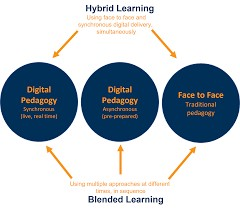 Hybrid Learning
Using face to face and
synchronous digital delivery,
simultaneously
Digital
Pedagogy
Synchronous
(live, real time)
Digital
Pedagogy
Asynchronous
(pre-prepared)
Face to Face
Traditional
pedagogy
Using multiple approaches at different
times, in sequence
Blended Learning